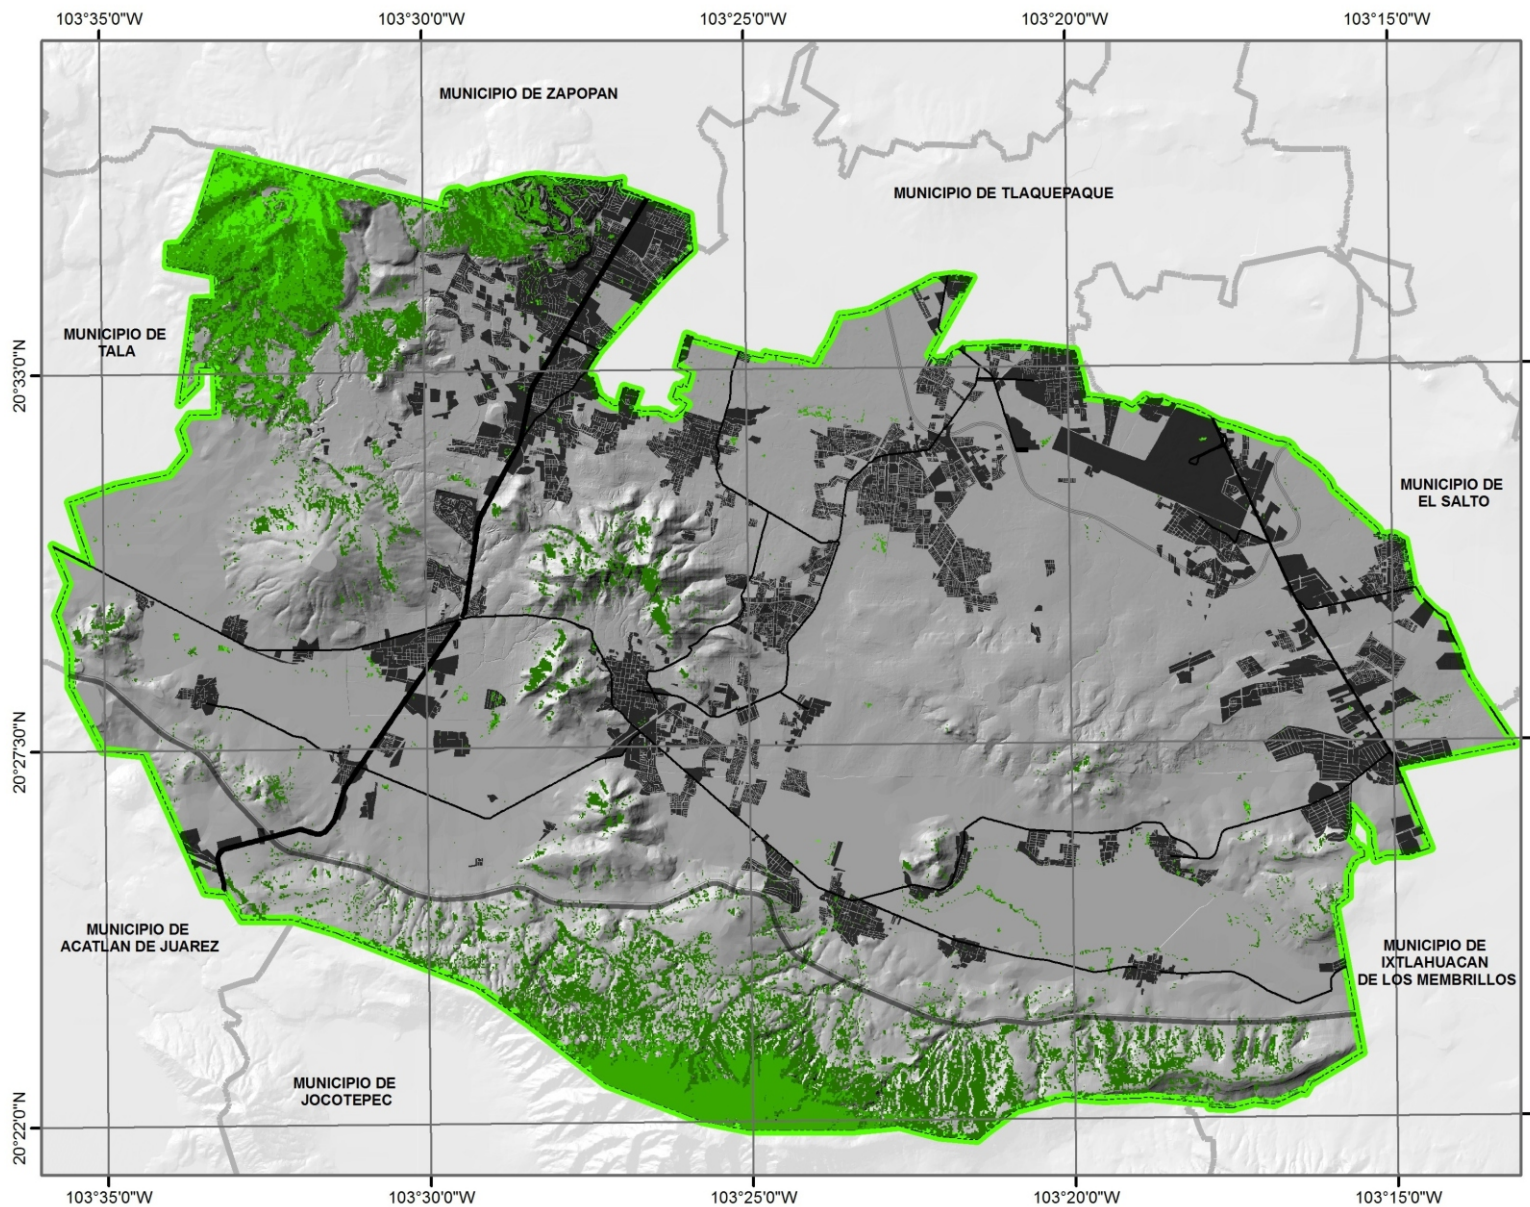 103°35'0"W
103°30'0"W
103°25'0"W
103°20'0"W
103°15'0"W
MUNICIPIO DE ZAPOPAN
MUNICIPIO DE TLAQUEPAQUE
MUNICIPIO DE
TALA
20°33'0"N
MUNICIPIO DE
EL SALTO
20°27'30"N
MUNICIPIO DE
ACATLAN DE JUAREZ
MUNICIPIO DE
IXTLAHUACAN
DE LOS MEMBRILLOS
MUNICIPIO DE
JOCOTEPEC
20°22'0"N
103°35'0"W
103°30'0"W
103°25'0"W
103°20'0"W
103°15'0"W